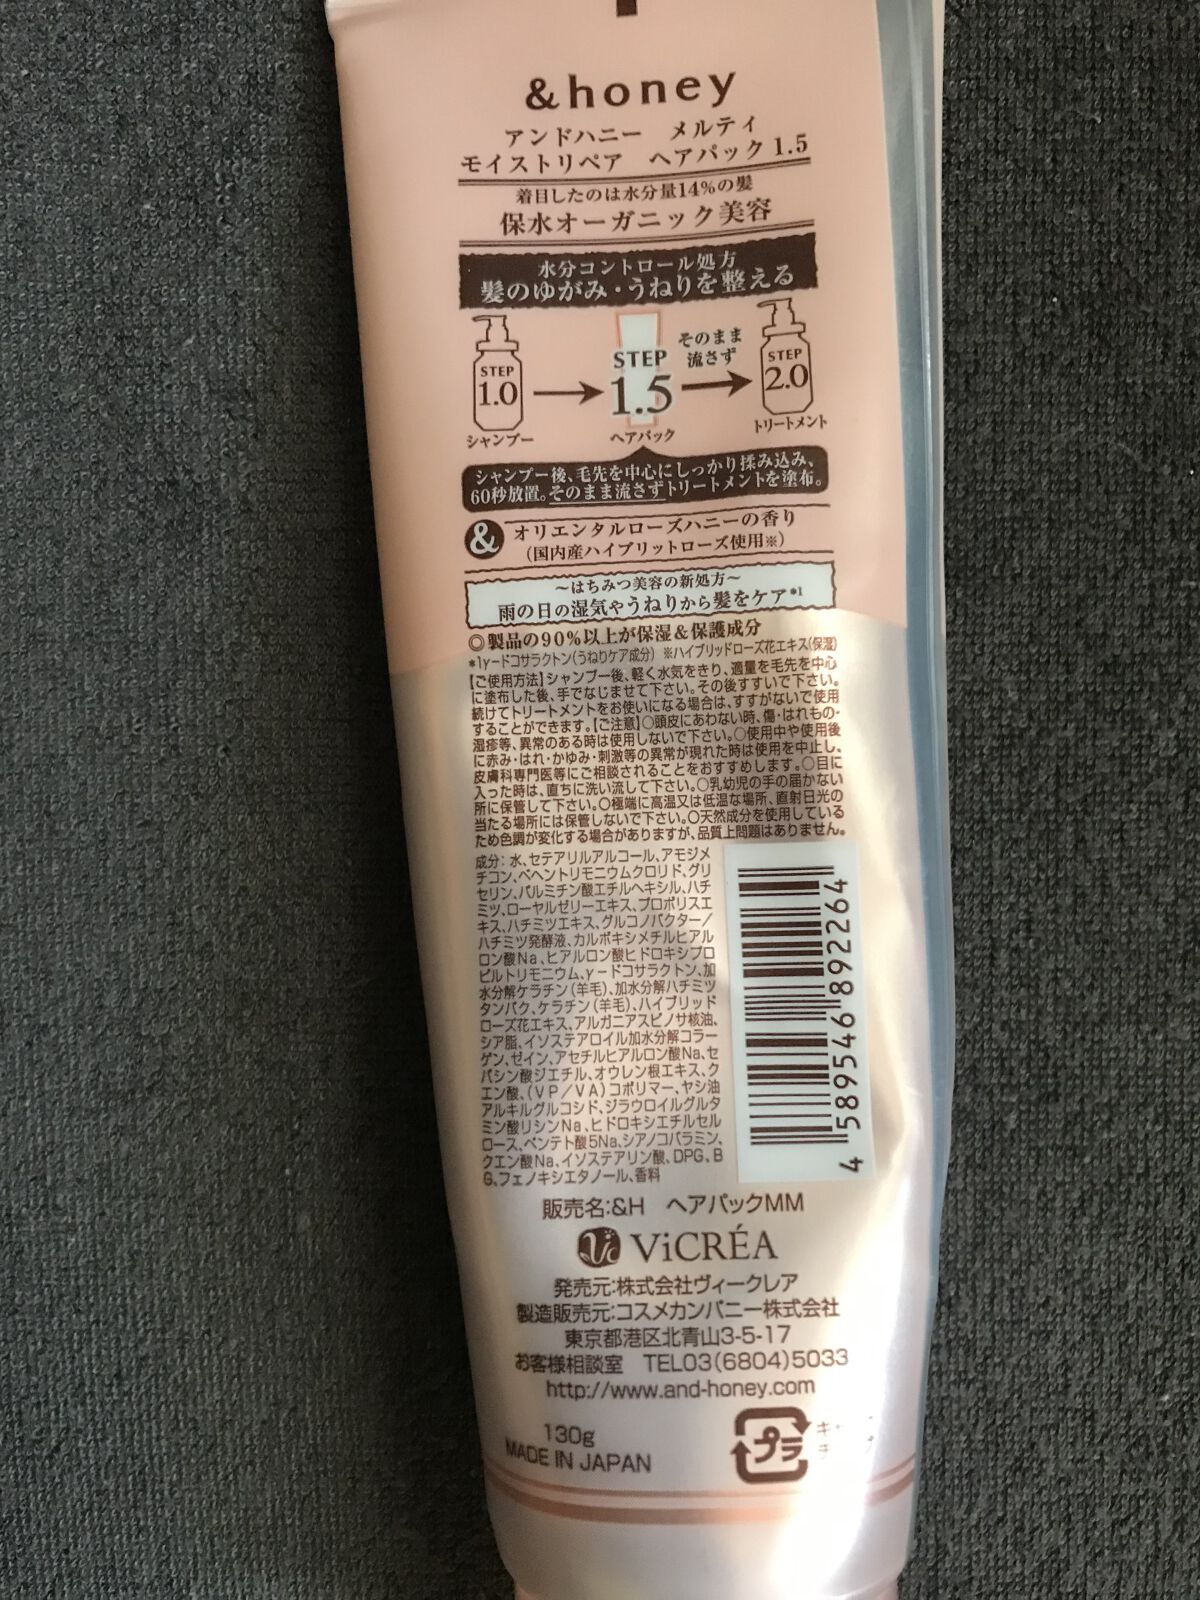 &honey
アンドハニー メルティ
モイストリペア ヘアパック 1.5
着目したのは水分量14%の髪
保水オーガニック美容
水分コントロール処方
髪のゆがみ・うねりを整える
STEP 1.0
シャンプー
STEP 1.5
ヘアパック
そのまま
流さず
STEP 2.0
トリートメント
シャンプー後、毛先を中心にしっかり揉み込み、
60秒放置。そのまま流さずトリートメントを塗布。
& オリエンタルローズハニーの香り
(国内産ハイブリットローズ使用※)
〜はちみつ美容の新処方〜
雨の日の湿気やうねりから髪をケア*1
◎製品の90%以上が保湿&保護成分
*1γードコサラクトン(うねりケア成分) ※ハイブリッドローズ花エキス(保湿)
【ご使用方法】シャンプー後、軽く水気をきり、適量を毛先を中心
に塗布した後、手でなじませて下さい。その後すすいで下さい。
続けてトリートメントをお使いになる場合は、すすがないで使用
することができます。【ご注意】○頭皮にあわない時、傷・はれもの・
湿疹等、異常のある時は使用しないで下さい。○使用中や使用後
に赤み・はれ・かゆみ・刺激等の異常が現れた時は使用を中止し、
皮膚科専門医等にご相談されることをおすすめします。○目に
入った時は、直ちに洗い流して下さい。○乳幼児の手の届かない
所に保管して下さい。○極端に高温又は低温な場所、直射日光の
当たる場所には保管しないで下さい。○天然成分を使用している
ため色調が変化する場合がありますが、品質上問題はありません。
成分:水、セテアリルアルコール、アモジメ
チコン、ベヘントリモニウムクロリド、グリ
セリン、パルミチン酸エチルヘキシル、ハチ
ミツ、ローヤルゼリーエキス、プロポリスエ
キス、ハチミツエキス、グルコノバクター/
ハチミツ発酵液、カルボキシメチルヒアル
ロン酸Na、ヒアルロン酸ヒドロキシプロ
ピルトリモニウム、γードコサラクトン、加
水分解ケラチン(羊毛)、加水分解ハチミツ
タンパク、ケラチン(羊毛)、ハイブリッド
ローズ花エキス、アルガニアスピノサ核油、
シア脂、イソステアロイル加水分解コラー
ゲン、ゼイン、アセチルヒアルロン酸Na、セ
バシン酸ジエチル、オウレン根エキス、ク
エン酸、(VP/VA)コポリマー、ヤシ油
アルキルグルコシド、ジラウロイルグルタ
ミン酸リシンNa、ヒドロキシエチルセル
ロース、ペンテト酸5Na、シアノコバラミン、
クエン酸Na、イソステアリン酸、DPG、B
G、フェノキシエタノール、香料
4 589546 892264
販売名:&H ヘアパックMM
Vc ViCRÉA
発売元:株式会社ヴィークレア
製造販売元:コスメカンパニー株式会社
東京都港区北青山3-5-17
お客様相談室 TEL03(6804)5033
http://www.and-honey.com
130g
MADE IN JAPAN
プラ